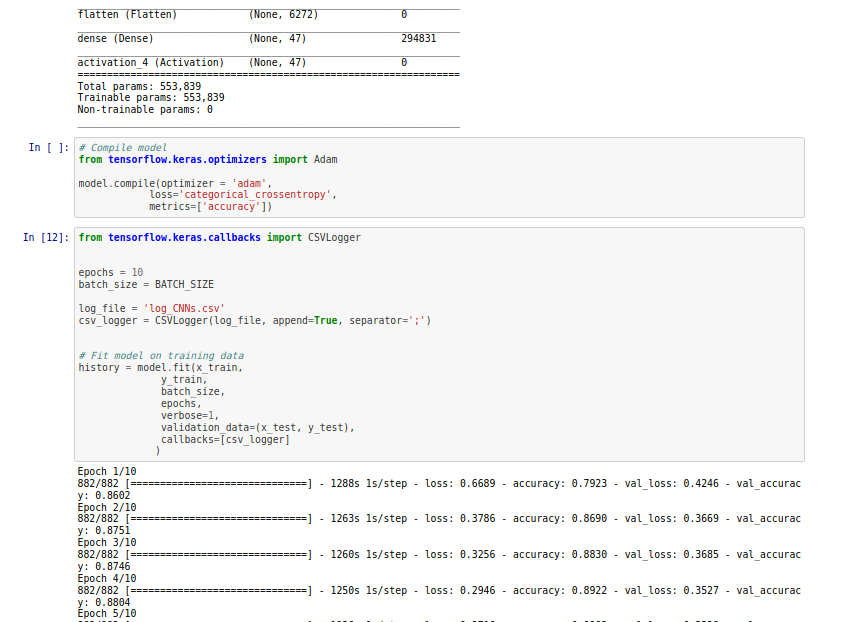 flatten (Flatten) (None, 6272) 0
dense (Dense) (None, 47) 294831
activation_4 (Activation) (None, 47) 0
=================================================================
Total params: 553,839
Trainable params: 553,839
Non-trainable params: 0
In [ ]: # Compile model
from tensorflow.keras.optimizers import Adam
model.compile(optimizer = 'adam',
loss='categorical_crossentropy',
metrics=['accuracy'])
In [12]: from tensorflow.keras.callbacks import CSVLogger
epochs = 10
batch_size = BATCH_SIZE
log_file = 'log_CNNs.csv'
csv_logger = CSVLogger(log_file, append=True, separator=';')
# Fit model on training data
history = model.fit(x_train,
y_train,
batch_size,
epochs,
verbose=1,
validation_data=(x_test, y_test),
callbacks=[csv_logger]
)
Epoch 1/10
882/882 [==============================] - 1288s 1s/step - loss: 0.6689 - accuracy: 0.7923 - val_loss: 0.4246 - val_accurac
y: 0.8602
Epoch 2/10
882/882 [==============================] - 1263s 1s/step - loss: 0.3786 - accuracy: 0.8690 - val_loss: 0.3669 - val_accurac
y: 0.8751
Epoch 3/10
882/882 [==============================] - 1260s 1s/step - loss: 0.3256 - accuracy: 0.8830 - val_loss: 0.3685 - val_accurac
y: 0.8746
Epoch 4/10
882/882 [==============================] - 1250s 1s/step - loss: 0.2946 - accuracy: 0.8922 - val_loss: 0.3527 - val_accurac
y: 0.8804
Epoch 5/10